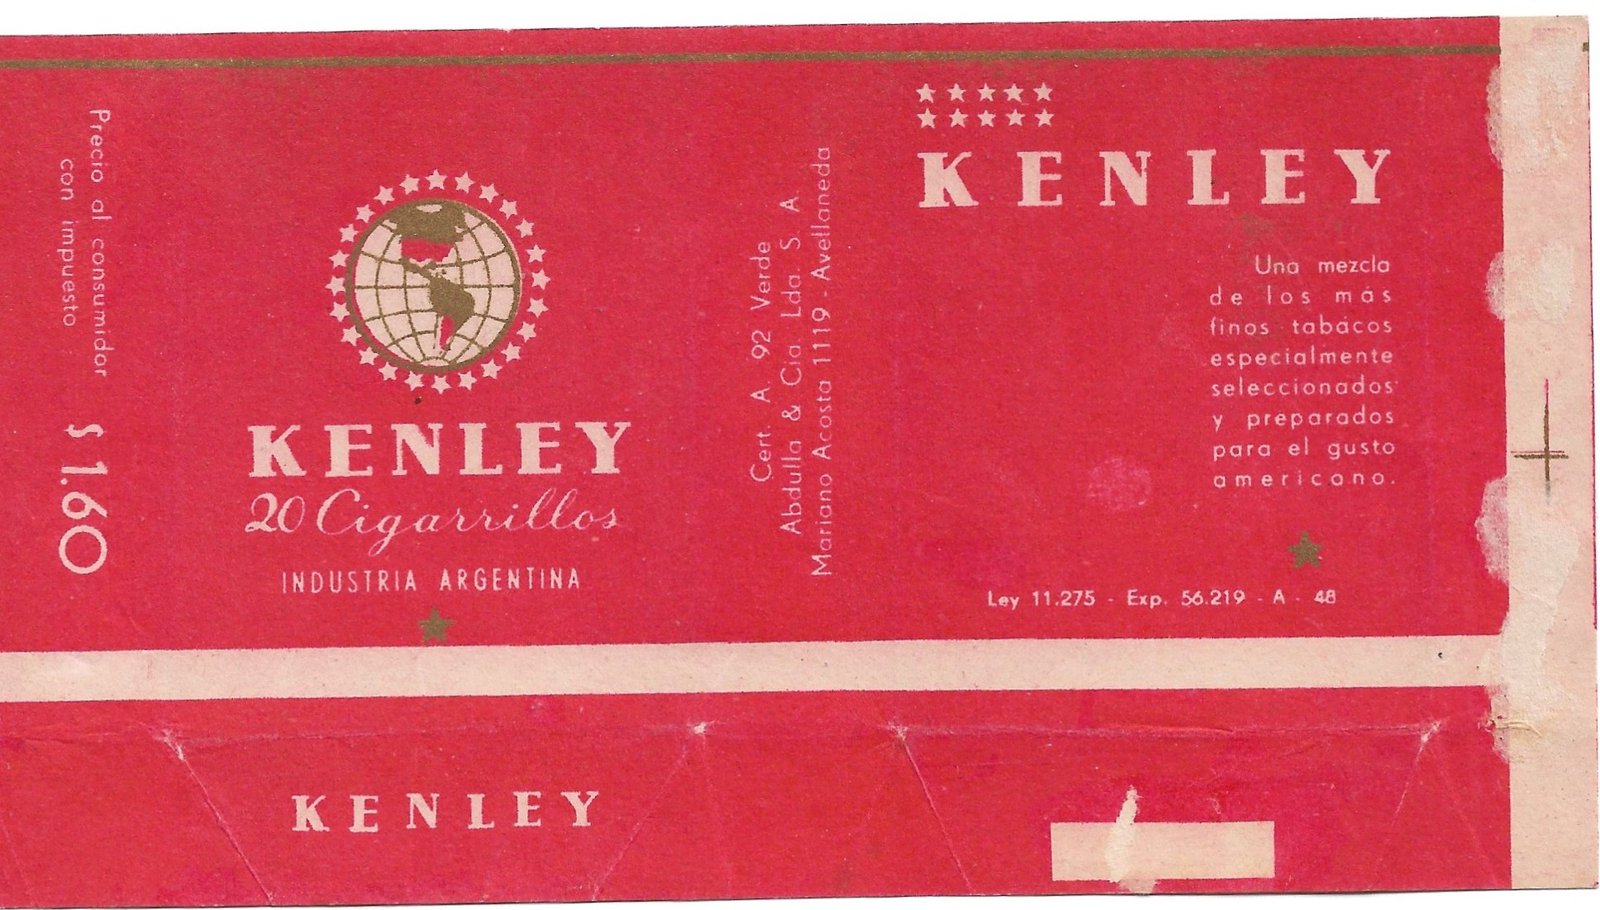 Precio al consumidor
con impuesto
$ 1.60
KENLEY
20 Cigarrillos
INDUSTRIA ARGENTINA
Cert. A. 92 Verde
Abdulla & Cia. Lda. S. A.
Mariano Acosta 1119 - Avellaneda
KENLEY
Una mezcla
de los más
finos tabacos
especialmente
seleccionados
y preparados
para el gusto
americano.
Ley 11.275 - Exp. 56.219 - A - 48
KENLEY